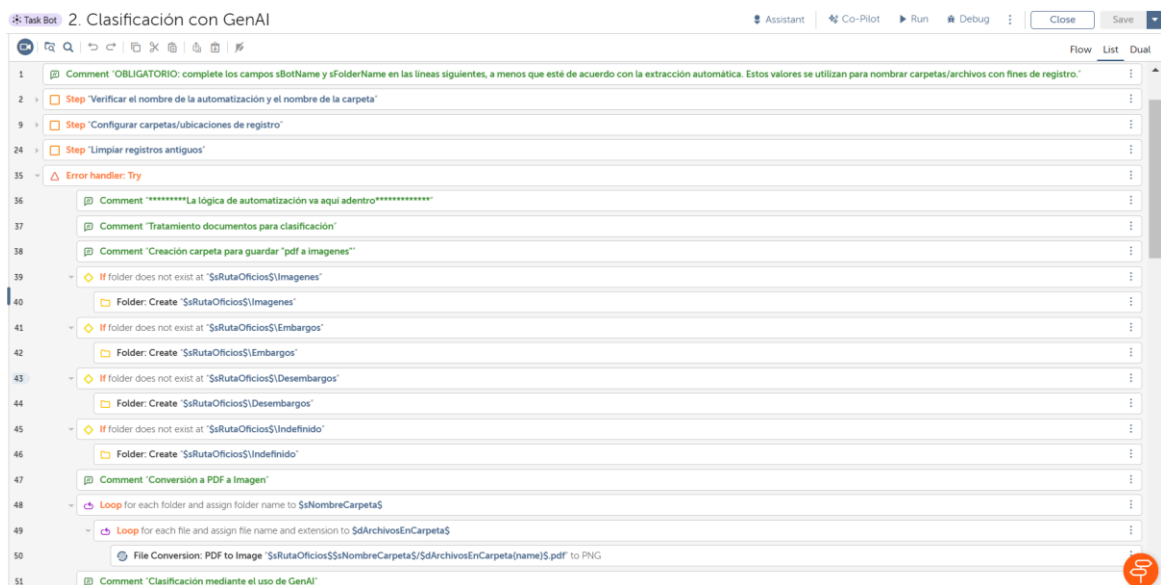 Task Bot 2. Clasificación con GenAI Assistant Co-Pilot Run Debug Close Save
Flow List Dual
1 Comment "OBLIGATORIO: complete los campos sBotName y sFolderName en las líneas siguientes, a menos que esté de acuerdo con la extracción automática. Estos valores se utilizan para nombrar carpetas/archivos con fines de registro."
2 Step "Verificar el nombre de la automatización y el nombre de la carpeta"
9 Step "Configurar carpetas/ubicaciones de registro"
24 Step "Limpiar registros antiguos"
35 Error handler: Try
36 Comment "*********La lógica de automatización va aquí adentro*************"
37 Comment "Tratamiento documentos para clasificación"
38 Comment "Creación carpeta para guardar "pdf a imagenes""
39 If folder does not exist at "$sRutaOficios$\Imagenes"
40 Folder: Create "$sRutaOficios$\Imagenes"
41 If folder does not exist at "$sRutaOficios$\Embargos"
42 Folder: Create "$sRutaOficios$\Embargos"
43 If folder does not exist at "$sRutaOficios$\Desembargos"
44 Folder: Create "$sRutaOficios$\Desembargos"
45 If folder does not exist at "$sRutaOficios$\Indefinido"
46 Folder: Create "$sRutaOficios$\Indefinido"
47 Comment "Conversión a PDF a Imagen"
48 Loop for each folder and assign folder name to $sNombreCarpeta$
49 Loop for each file and assign file name and extension to $dArchivosEnCarpeta$
50 File Conversion: PDF to Image "$sRutaOficios$$sNombreCarpeta$/$dArchivosEnCarpeta{name}$.pdf" to PNG
51 Comment "Clasificación mediante el uso de GenAI"